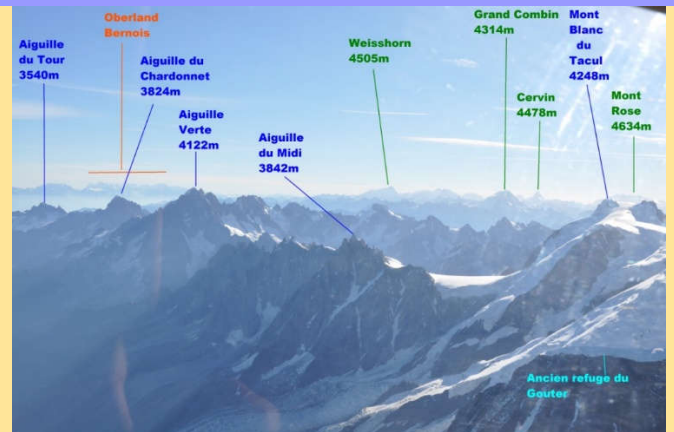 Oberland
Bernois
Aiguille
du Tour
3540m
Aiguille du
Chardonnet
3824m
Aiguille
Verte
4122m
Aiguille
du Midi
3842m
Weisshorn
4505m
Grand Combin
4314m
Cervin
4478m
Mont
Blanc
du
Tacul
4248m
Mont
Rose
4634m
Ancien refuge du
Gouter